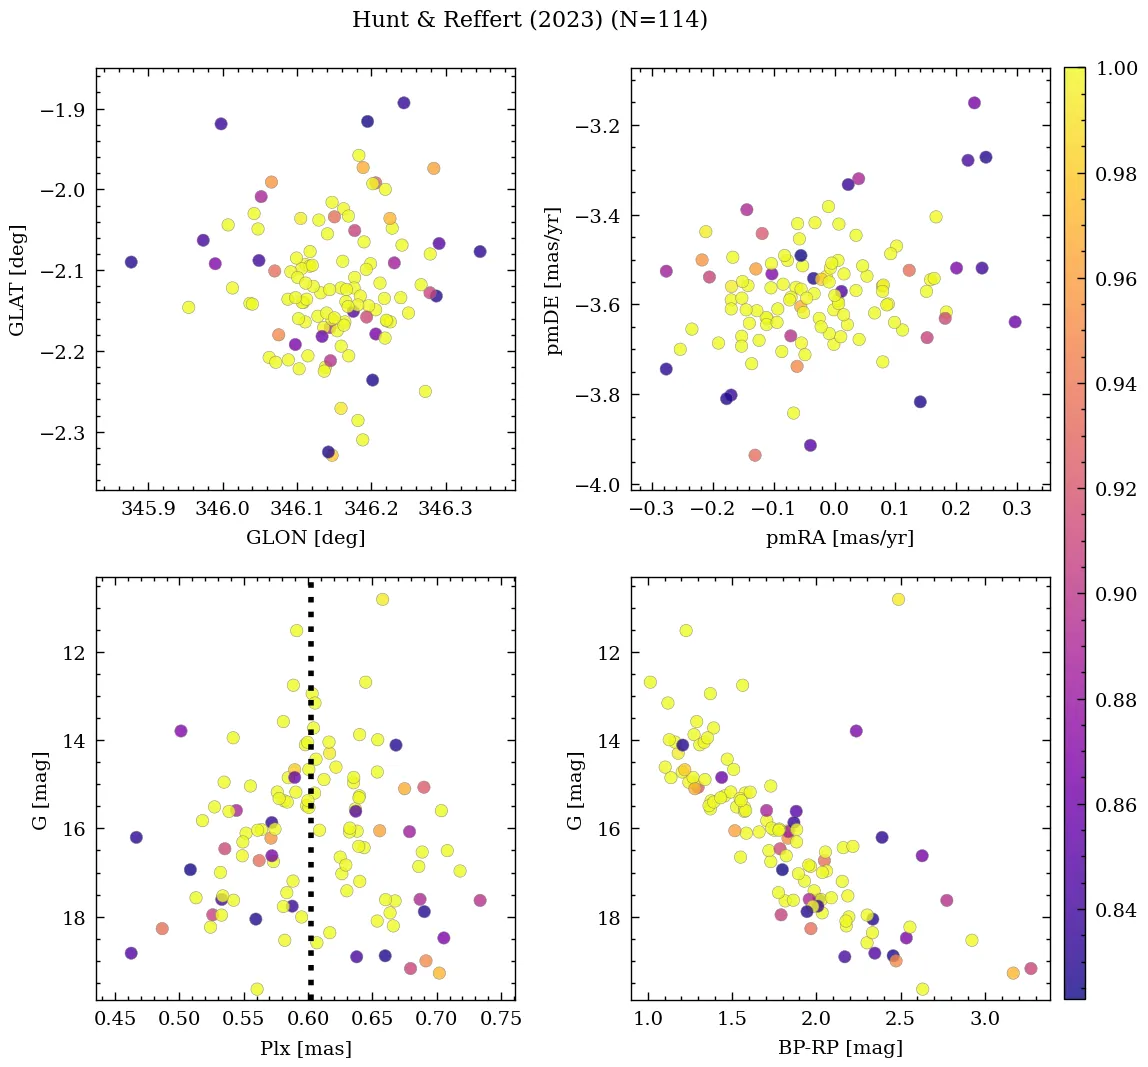 Hunt & Reffert (2023) (N=114)
−1.9
−2.0
−2.1
−2.2
−2.3
GLAT [deg]
345.9 346.0 346.1 346.2 346.3
GLON [deg]
−3.2
−3.4
−3.6
−3.8
−4.0
pmDE [mas/yr]
−0.3 −0.2 −0.1 0.0 0.1 0.2 0.3
pmRA [mas/yr]
12
14
16
18
G [mag]
0.45 0.50 0.55 0.60 0.65 0.70 0.75
Plx [mas]
12
14
16
18
G [mag]
1.0 1.5 2.0 2.5 3.0
BP-RP [mag]
1.00
0.98
0.96
0.94
0.92
0.90
0.88
0.86
0.84